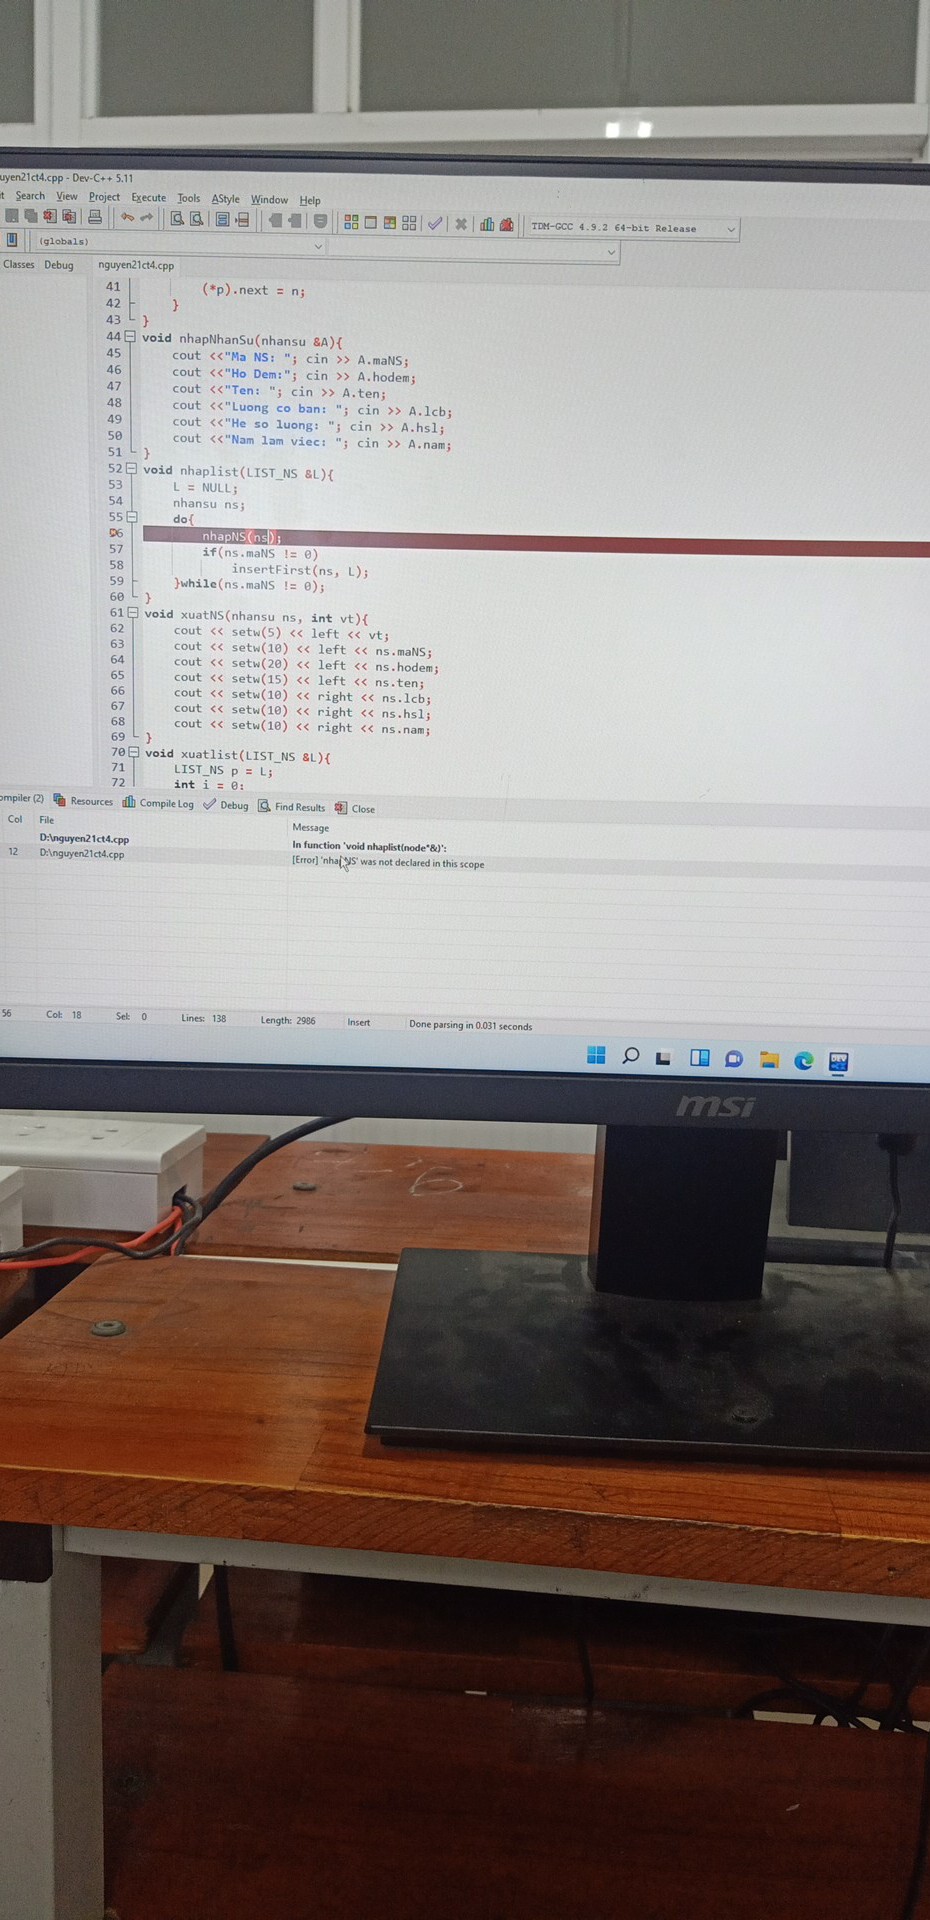 uyen21ct4.cpp - Dev-C++ 5.11
t Search View Project Execute Tools AStyle Window Help
TDM-GCC 4.9.2 64-bit Release
(globals)
Classes Debug nguyen21ct4.cpp
41 (*p).next = n;
42 }
43 }
44 void nhapNhanSu(nhansu &A){
45 cout <<"Ma NS: "; cin >> A.maNS;
46 cout <<"Ho Dem:"; cin >> A.hodem;
47 cout <<"Ten: "; cin >> A.ten;
48 cout <<"Luong co ban: "; cin >> A.lcb;
49 cout <<"He so luong: "; cin >> A.hsl;
50 cout <<"Nam lam viec: "; cin >> A.nam;
51 }
52 void nhaplist(LIST_NS &L){
53 L = NULL;
54 nhansu ns;
55 do{
56 nhapNS(ns);
57 if(ns.maNS != 0)
58 insertFirst(ns, L);
59 }while(ns.maNS != 0);
60 }
61 void xuatNS(nhansu ns, int vt){
62 cout << setw(5) << left << vt;
63 cout << setw(10) << left << ns.maNS;
64 cout << setw(20) << left << ns.hodem;
65 cout << setw(15) << left << ns.ten;
66 cout << setw(10) << right << ns.lcb;
67 cout << setw(10) << right << ns.hsl;
68 cout << setw(10) << right << ns.nam;
69 }
70 void xuatlist(LIST_NS &L){
71 LIST_NS p = L;
72 int i = 0;
ompiler (2) Resources Compile Log Debug Find Results Close
Col File Message
D:\nguyen21ct4.cpp In function 'void nhaplist(node*&)':
12 D:\nguyen21ct4.cpp [Error] 'nhapNS' was not declared in this scope
56 Col: 18 Sel: 0 Lines: 138 Length: 2986 Insert Done parsing in 0.031 seconds
DEV
msi